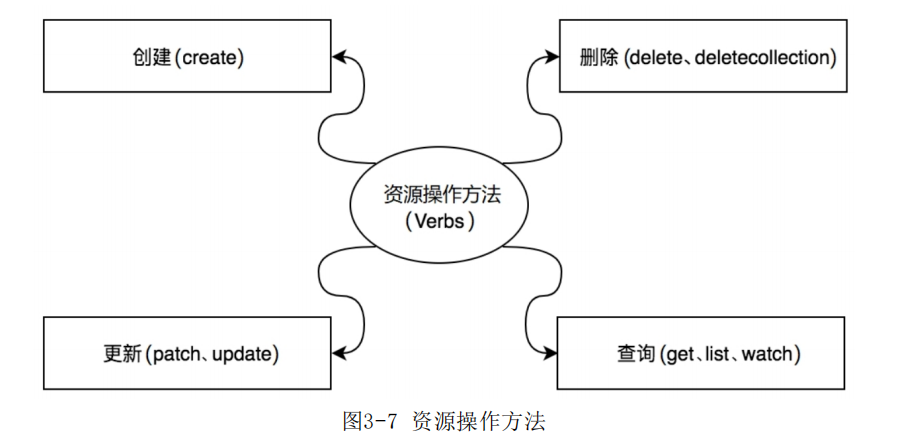 创建(create)
删除(delete、deletecollection)
资源操作方法
(Verbs)
更新(patch、update)
查询(get、list、watch)
图3-7 资源操作方法